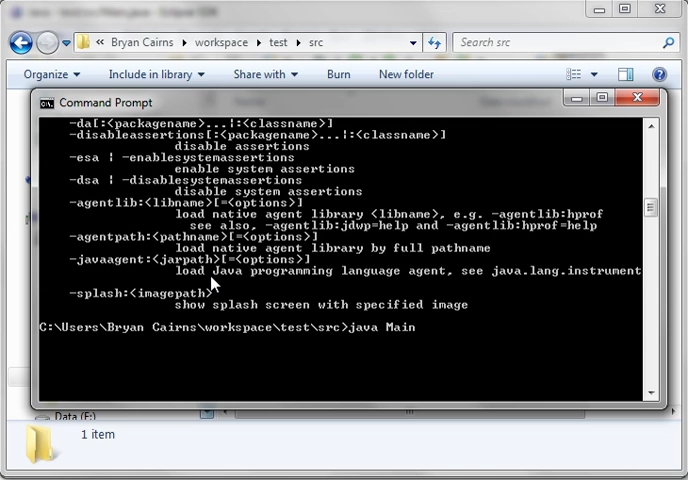 Bryan Cairns ▸ workspace ▸ test ▸ src
Search src
Organize
Include in library
Share with
Burn
New folder
Command Prompt
-da[:<packagename>...|:<classname>]
-disableassertions[:<packagename>...|:<classname>]
disable assertions
-esa | -enablesystemassertions
enable system assertions
-dsa | -disablesystemassertions
disable system assertions
-agentlib:<libname>[=<options>]
load native agent library <libname>, e.g. -agentlib:hprof
see also, -agentlib:jdwp=help and -agentlib:hprof=help
-agentpath:<pathname>[=<options>]
load native agent library by full pathname
-javaagent:<jarpath>[=<options>]
load Java programming language agent, see java.lang.instrument
-splash:<imagepath>
show splash screen with specified image
C:\Users\Bryan Cairns\workspace\test\src>java Main
Data (F:)
1 item